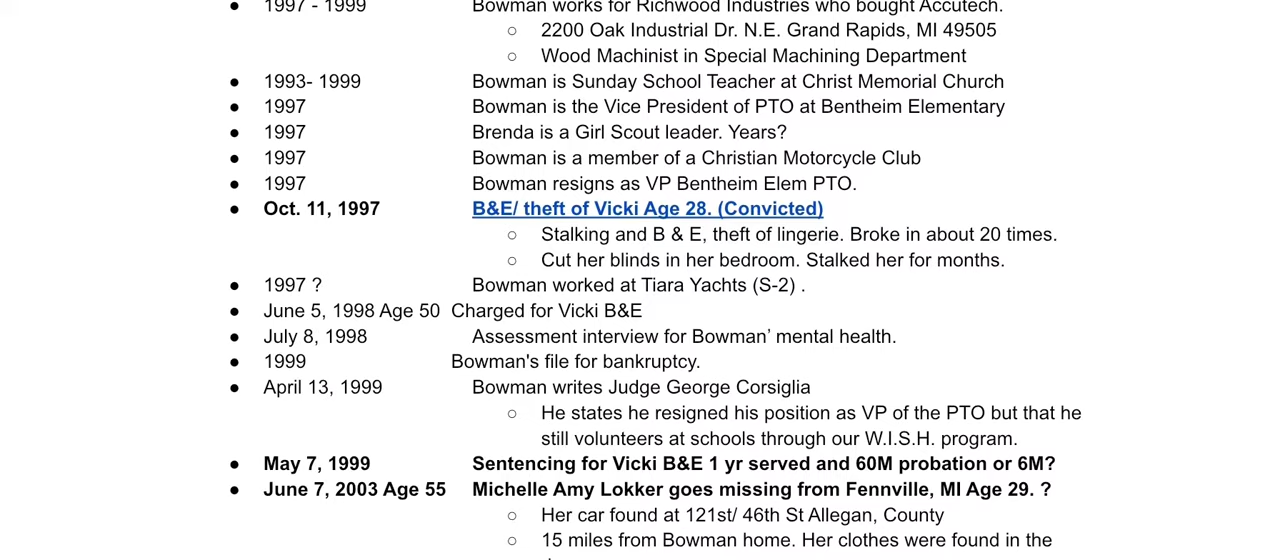 ● 1997 - 1999 Bowman works for Richwood Industries who bought Accutech.
○ 2200 Oak Industrial Dr. N.E. Grand Rapids, MI 49505
○ Wood Machinist in Special Machining Department
● 1993- 1999 Bowman is Sunday School Teacher at Christ Memorial Church
● 1997 Bowman is the Vice President of PTO at Bentheim Elementary
● 1997 Brenda is a Girl Scout leader. Years?
● 1997 Bowman is a member of a Christian Motorcycle Club
● 1997 Bowman resigns as VP Bentheim Elem PTO.
● Oct. 11, 1997 B&E/ theft of Vicki Age 28. (Convicted)
○ Stalking and B & E, theft of lingerie. Broke in about 20 times.
○ Cut her blinds in her bedroom. Stalked her for months.
● 1997 ? Bowman worked at Tiara Yachts (S-2) .
● June 5, 1998 Age 50 Charged for Vicki B&E
● July 8, 1998 Assessment interview for Bowman’ mental health.
● 1999 Bowman's file for bankruptcy.
● April 13, 1999 Bowman writes Judge George Corsiglia
○ He states he resigned his position as VP of the PTO but that he
still volunteers at schools through our W.I.S.H. program.
● May 7, 1999 Sentencing for Vicki B&E 1 yr served and 60M probation or 6M?
● June 7, 2003 Age 55 Michelle Amy Lokker goes missing from Fennville, MI Age 29. ?
○ Her car found at 121st/ 46th St Allegan, County
○ 15 miles from Bowman home. Her clothes were found in the